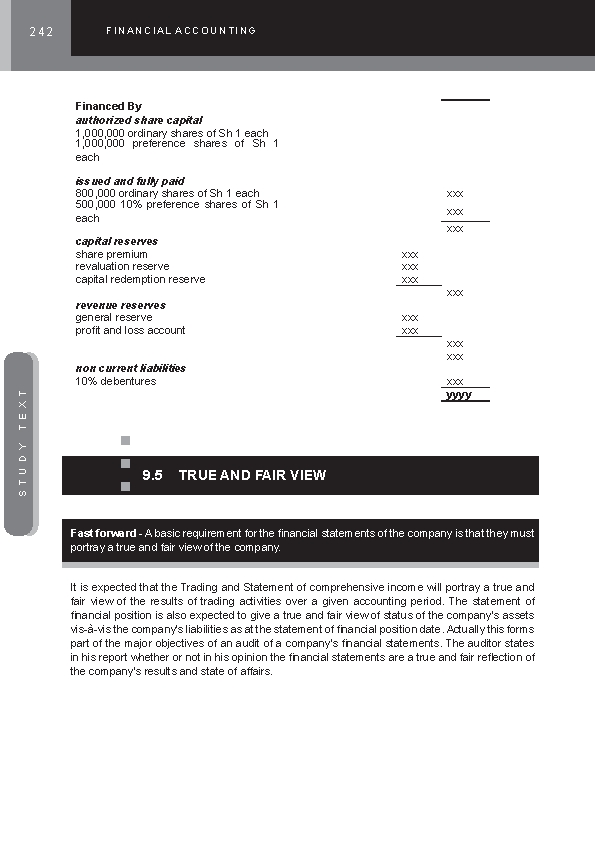 242
FINANCIAL ACCOUNTING
Financed By
authorized share capital
1,000,000 ordinary shares of Sh 1 each
1,000,000 preference shares of Sh 1
each
issued and fully paid
800,000 ordinary shares of Sh 1 each xxx
500,000 10% preference shares of Sh 1
each xxx
xxx
capital reserves
share premium xxx
revaluation reserve xxx
capital redemption reserve xxx
xxx
revenue reserves
general reserve xxx
profit and loss account xxx
xxx
xxx
non current liabilities
10% debentures xxx
yyyy
STUDY TEXT
9.5 TRUE AND FAIR VIEW
Fast forward - A basic requirement for the financial statements of the company is that they must
portray a true and fair view of the company.
It is expected that the Trading and Statement of comprehensive income will portray a true and
fair view of the results of trading activities over a given accounting period. The statement of
financial position is also expected to give a true and fair view of status of the company's assets
vis-à-vis the company's liabilities as at the statement of financial position date. Actually this forms
part of the major objectives of an audit of a company's financial statements. The auditor states
in his report whether or not in his opinion the financial statements are a true and fair reflection of
the company's results and state of affairs.